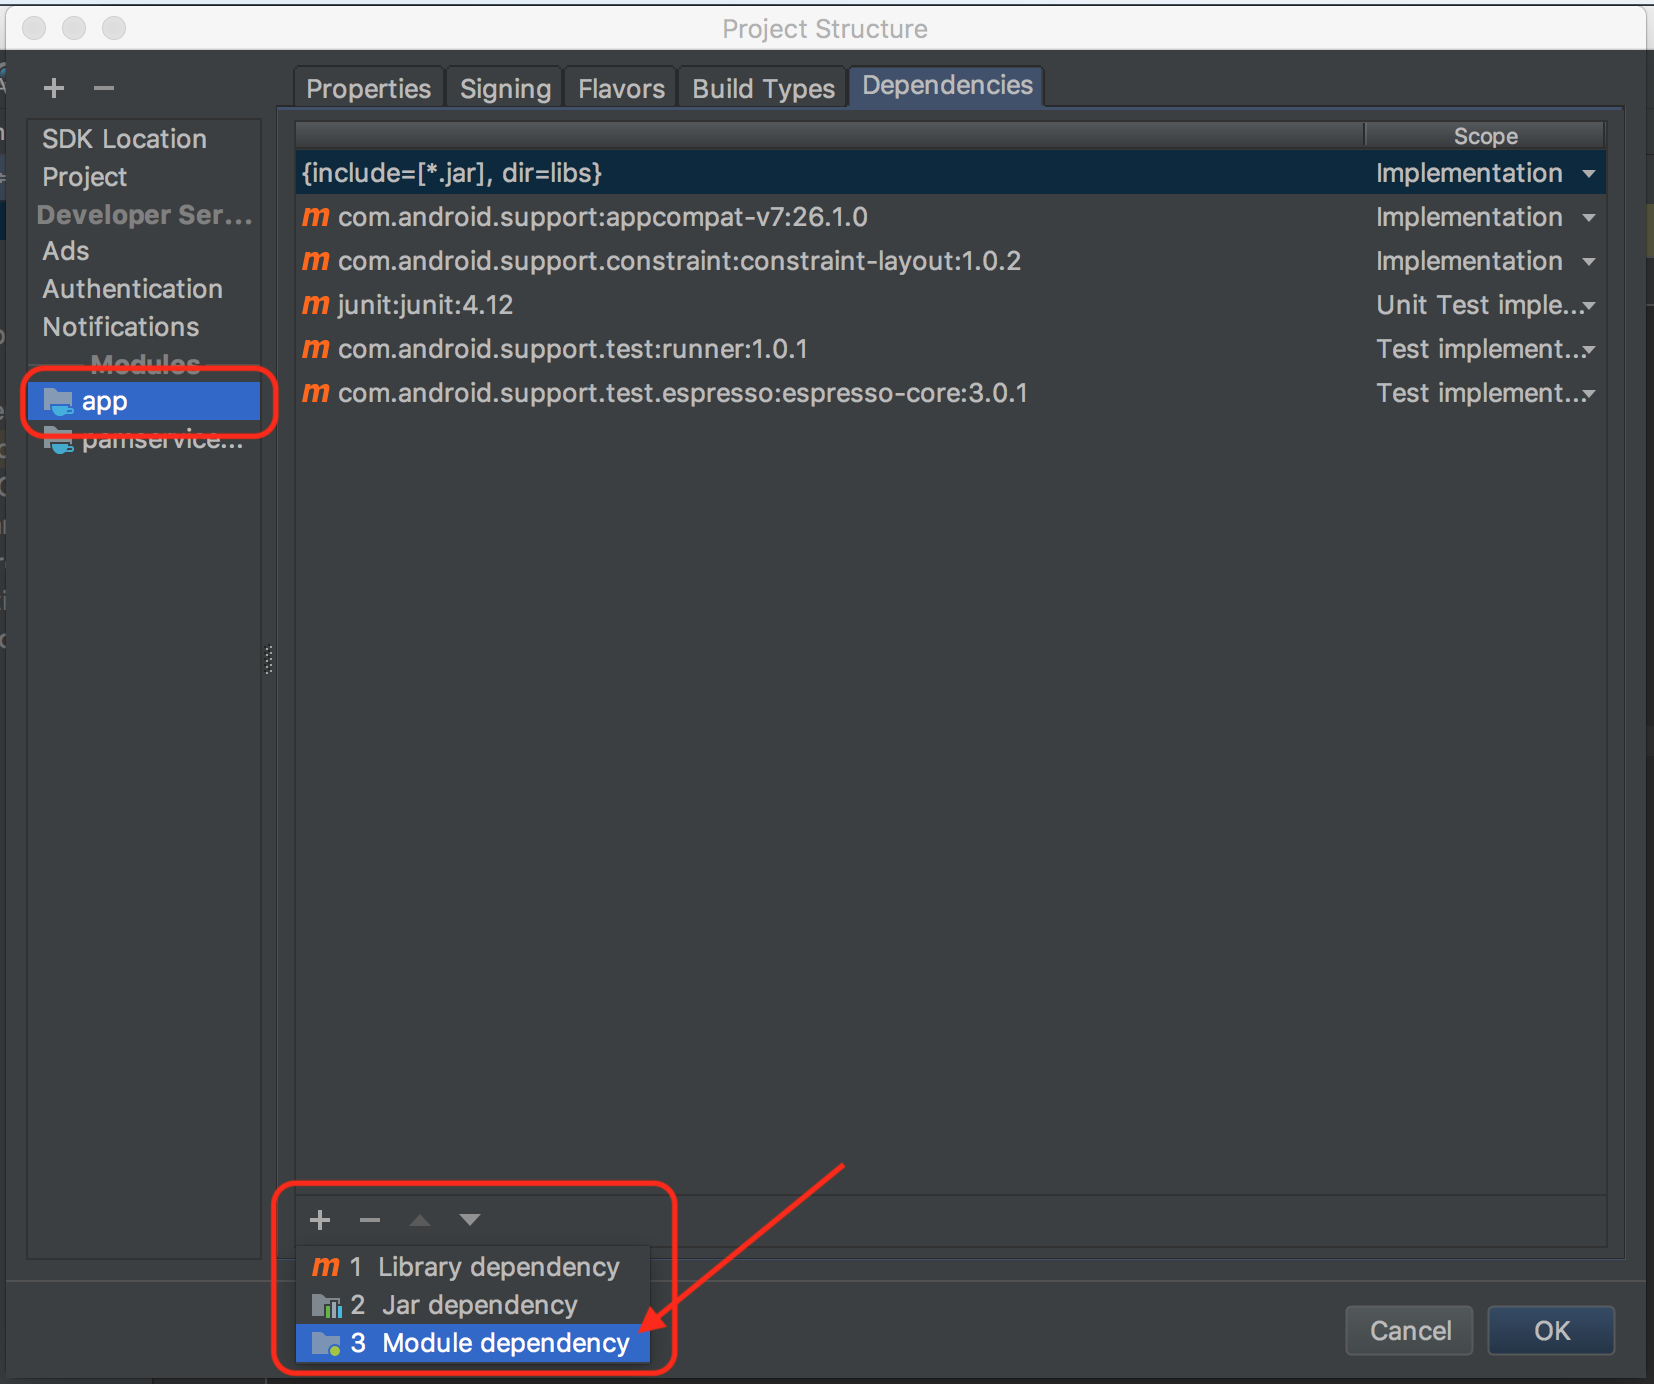 Project Structure
Properties Signing Flavors Build Types Dependencies
SDK Location
Project
Developer Ser...
Ads
Authentication
Notifications
Modules
app
pamservice...
Scope
{include=[*.jar], dir=libs} Implementation
m com.android.support:appcompat-v7:26.1.0 Implementation
m com.android.support.constraint:constraint-layout:1.0.2 Implementation
m junit:junit:4.12 Unit Test imple...
m com.android.support.test:runner:1.0.1 Test implement...
m com.android.support.test.espresso:espresso-core:3.0.1 Test implement...
m 1 Library dependency
2 Jar dependency
3 Module dependency
Cancel OK